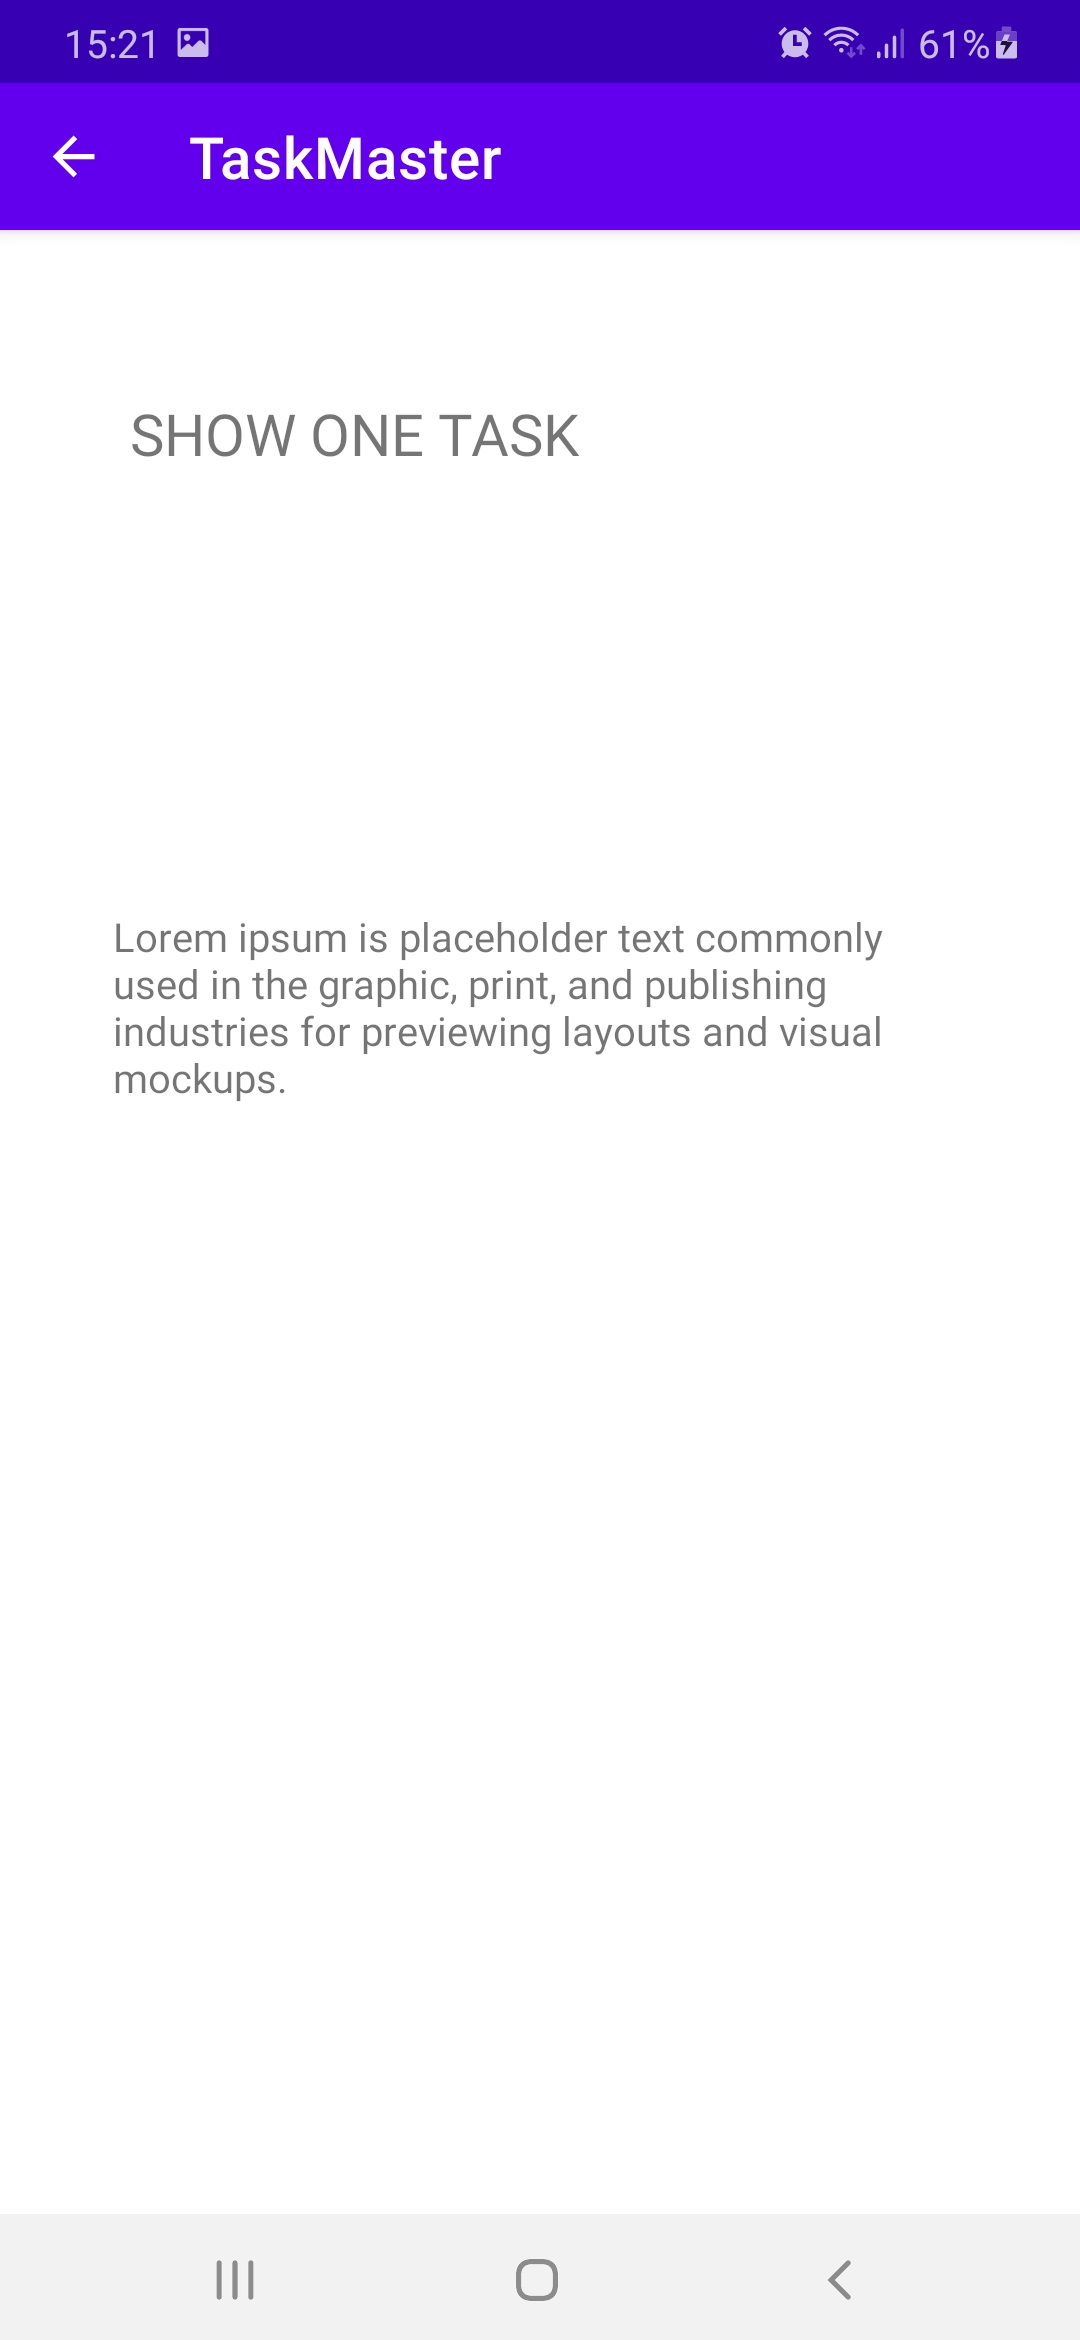 15:21 61%
TaskMaster
SHOW ONE TASK
Lorem ipsum is placeholder text commonly
used in the graphic, print, and publishing
industries for previewing layouts and visual
mockups.